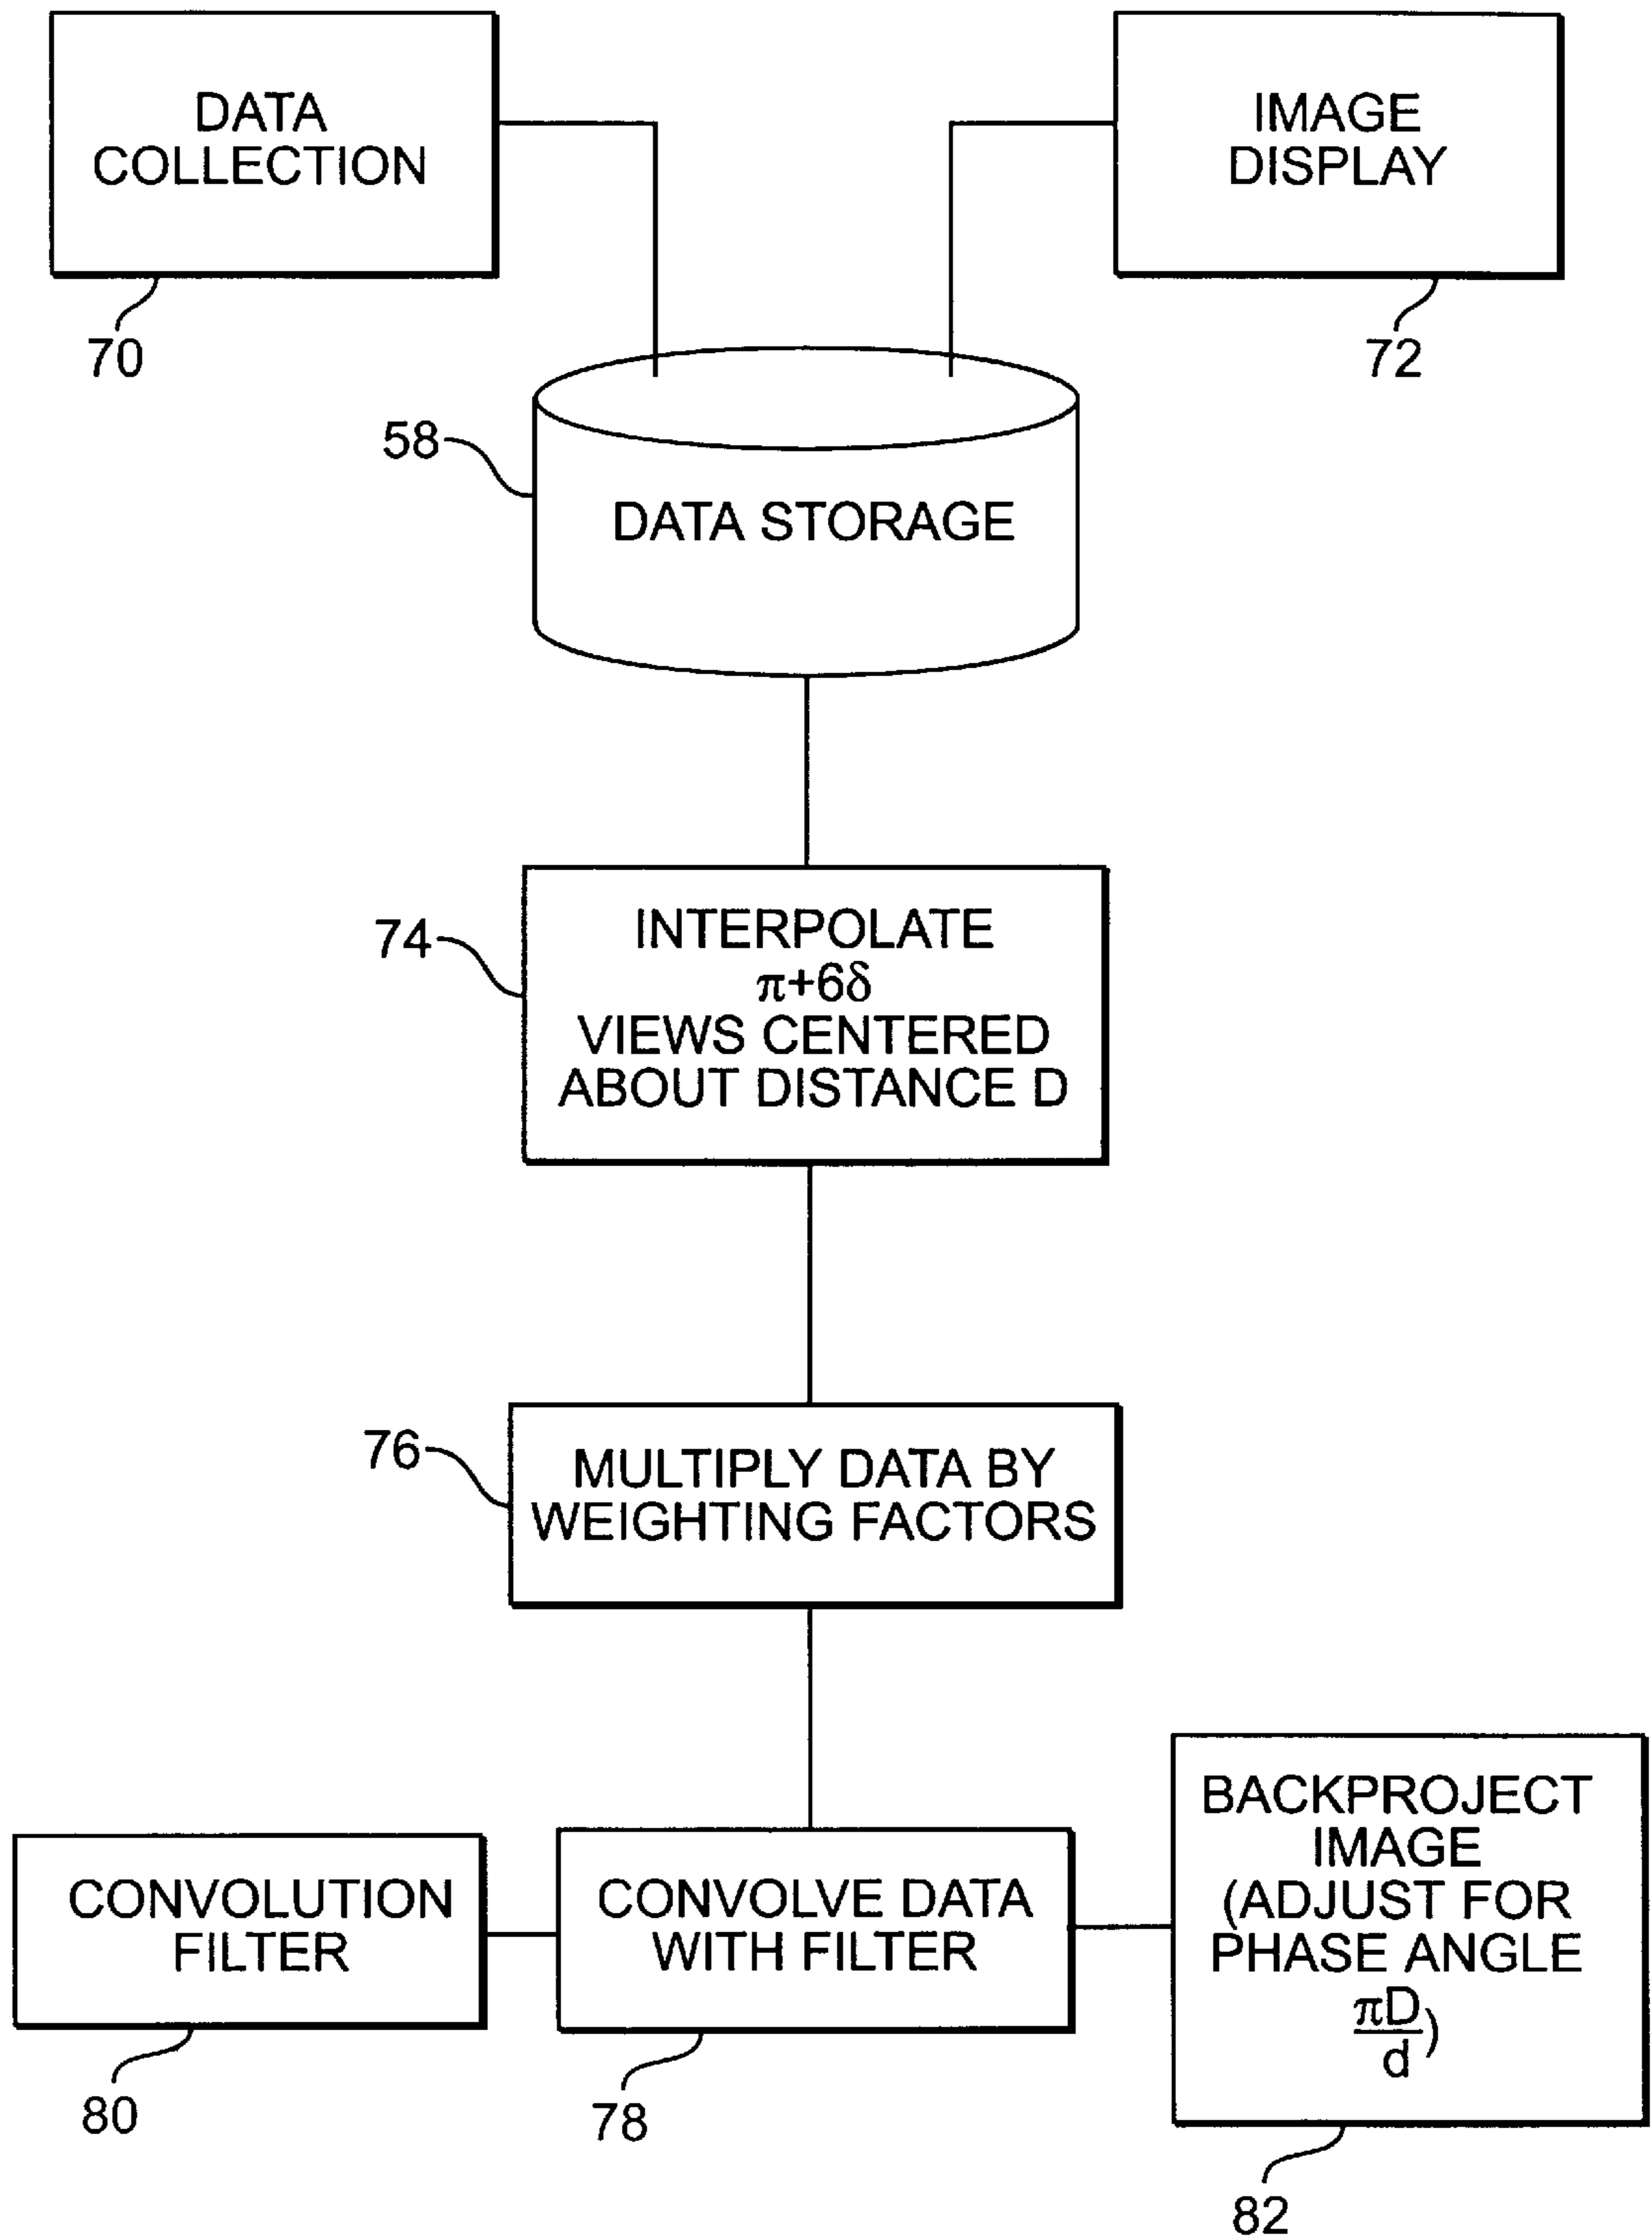 DATA
COLLECTION
70
IMAGE
DISPLAY
72
58
DATA STORAGE
74
INTERPOLATE
π+6δ
VIEWS CENTERED
ABOUT DISTANCE D
76
MULTIPLY DATA BY
WEIGHTING FACTORS
CONVOLUTION
FILTER
80
CONVOLVE DATA
WITH FILTER
78
BACKPROJECT
IMAGE
(ADJUST FOR
PHASE ANGLE
πD
d)
82